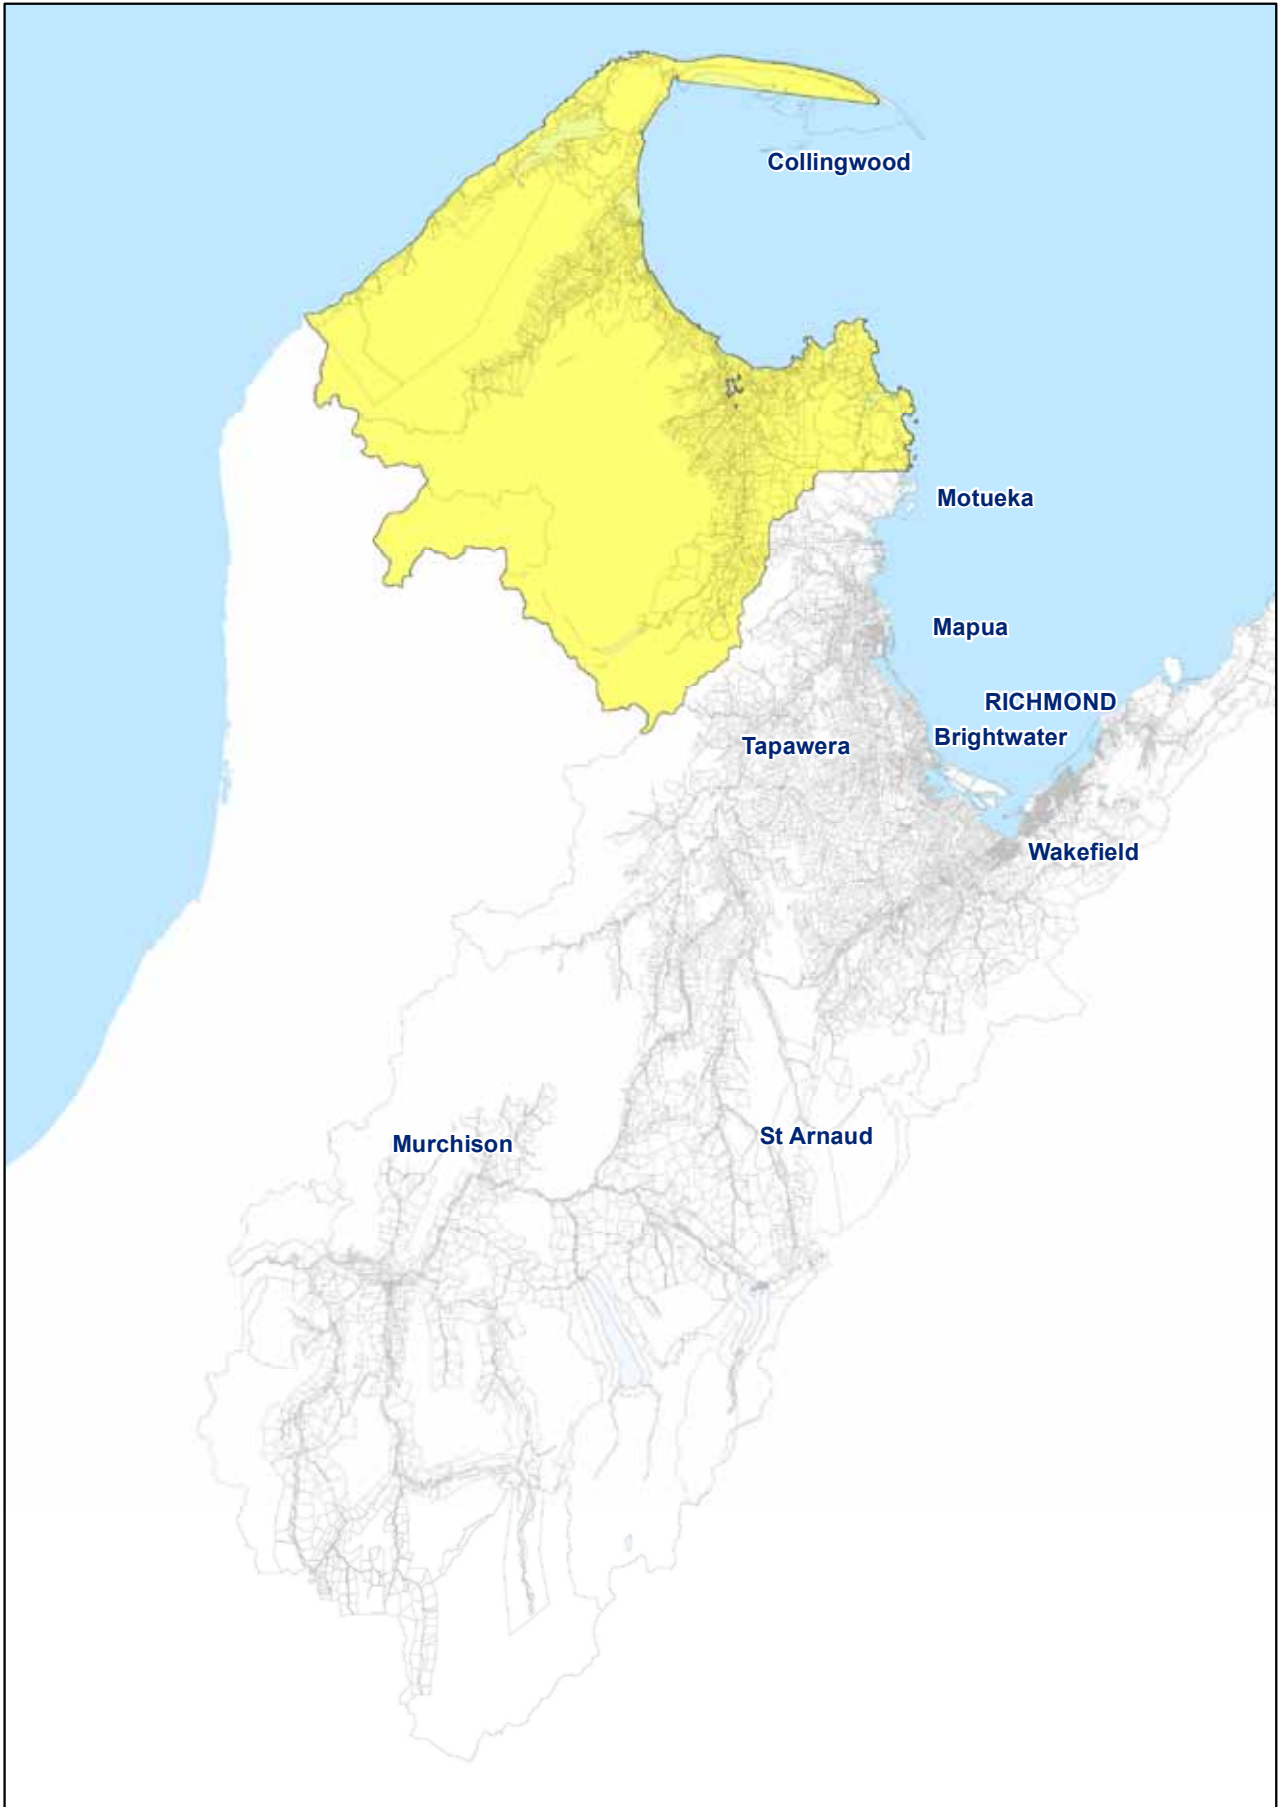 Collingwood
Motueka
Mapua
RICHMOND
Brightwater
Tapawera
Wakefield
St Arnaud
Murchison